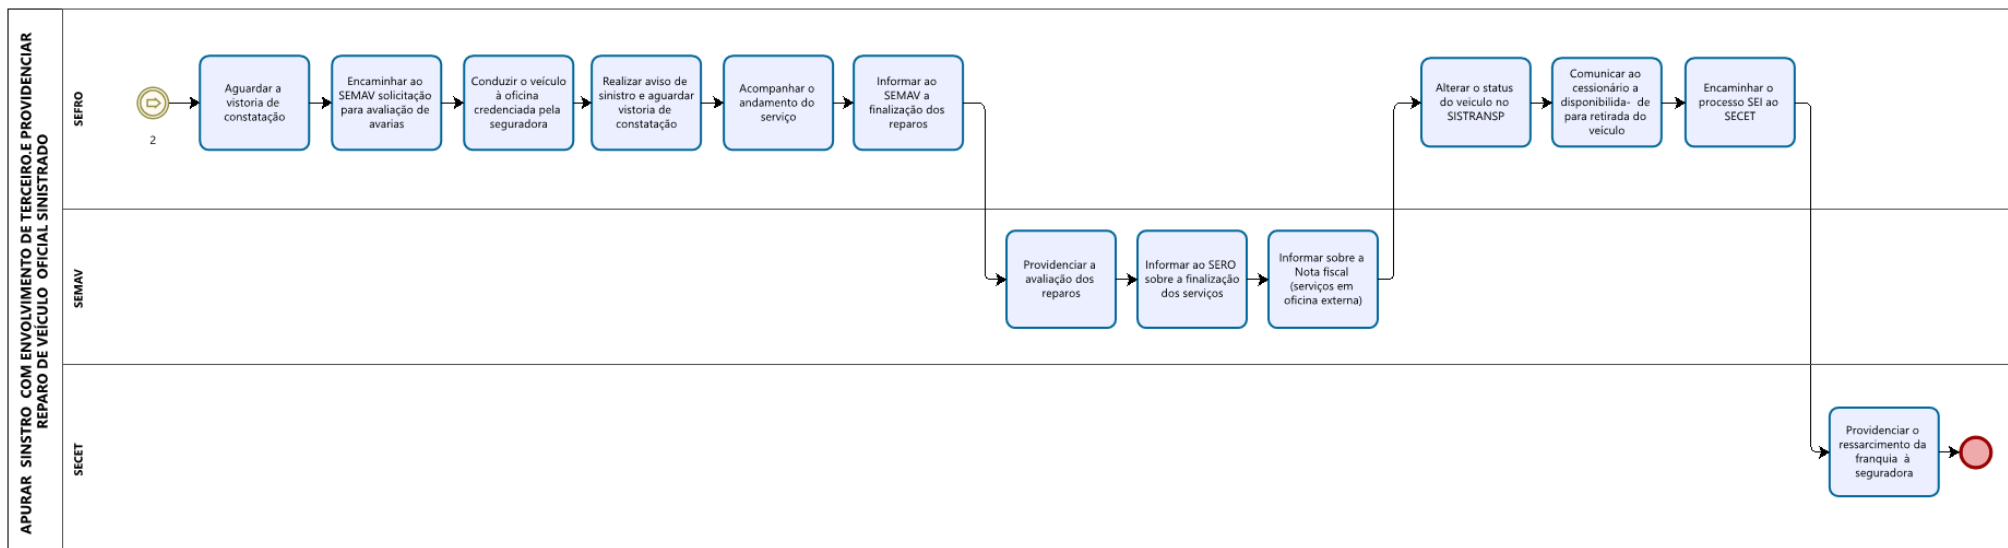 APURAR SINSTRO COM ENVOLVIMENTO DE TERCEIRO.E PROVIDENCIAR
REPARO DE VEÍCULO OFICIAL SINISTRADO
SEFRO
2
Aguardar a
vistoria de
constatação
Encaminhar ao
SEMAV solicitação
para avaliação de
avarias
Conduzir o veículo
à oficina
credenciada pela
seguradora
Realizar aviso de
sinistro e aguardar
vistoria de
constatação
Acompanhar o
andamento do
serviço
Informar ao
SEMAV a
finalização dos
reparos
Alterar o status
do veiculo no
SISTRANSP
Comunicar ao
cessionário a
disponibilida- de
para retirada do
veículo
Encaminhar o
processo SEI ao
SECET
SEMAV
Providenciar a
avaliação dos
reparos
Informar ao SERO
sobre a finalização
dos serviços
Informar sobre a
Nota fiscal
(serviços em
oficina externa)
SECET
Providenciar o
ressarcimento da
franquia à
seguradora